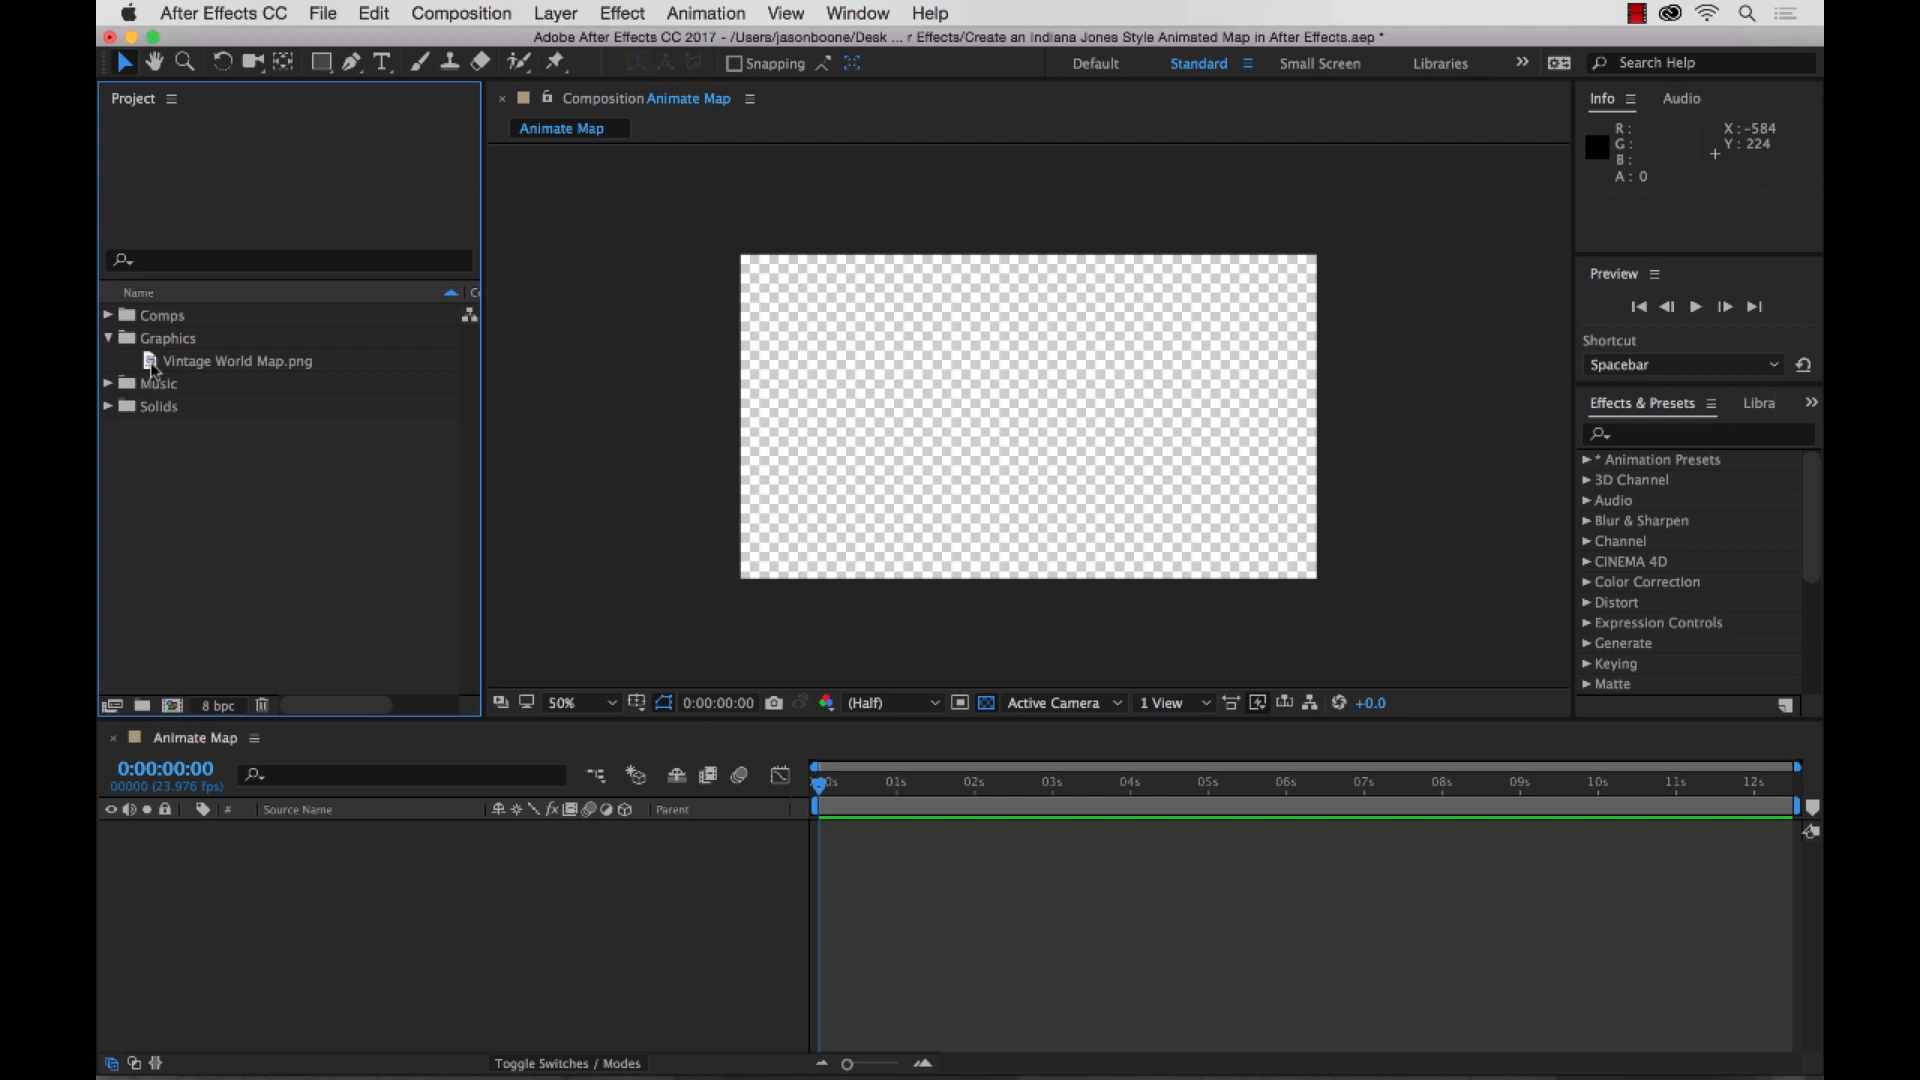 After Effects CC File Edit Composition Layer Effect Animation View Window Help
Adobe After Effects CC 2017 - /Users/jasonboone/Desk ... r Effects/Create an Indiana Jones Style Animated Map in After Effects.aep *
Snapping Default Standard Small Screen Libraries Search Help
Project
Composition Animate Map
Animate Map
Name
Comps
Graphics
Vintage World Map.png
Music
Solids
8 bpc
50% 0:00:00:00 (Half) Active Camera 1 View +0.0
Info Audio
R :
G :
B :
A : 0
X : -584
Y : 224
Preview
Shortcut
Spacebar
Effects & Presets Libra
* Animation Presets
3D Channel
Audio
Blur & Sharpen
Channel
CINEMA 4D
Color Correction
Distort
Expression Controls
Generate
Keying
Matte
Animate Map
0:00:00:00
00000 (23.976 fps)
# Source Name Parent
01s 02s 03s 04s 05s 06s 07s 08s 09s 10s 11s 12s
Toggle Switches / Modes